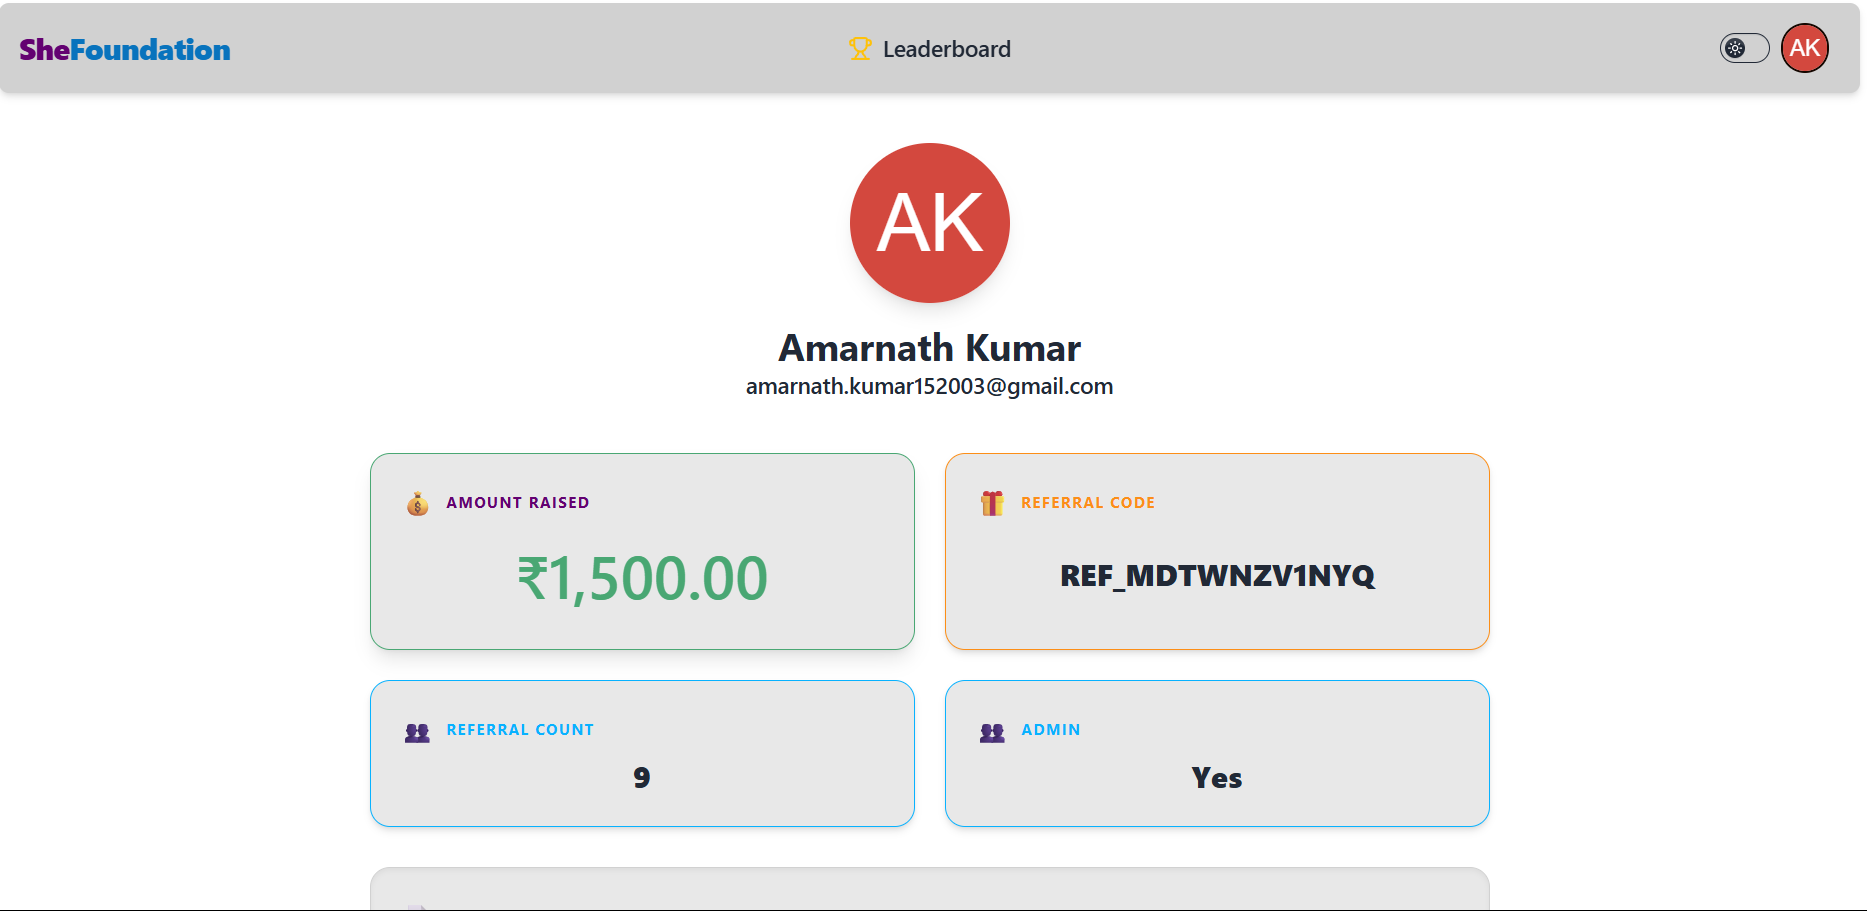 SheFoundation
Leaderboard
AK
AK
Amarnath Kumar
amarnath.kumar152003@gmail.com
AMOUNT RAISED
₹1,500.00
REFERRAL CODE
REF_MDTWNZV1NYQ
REFERRAL COUNT
9
ADMIN
Yes